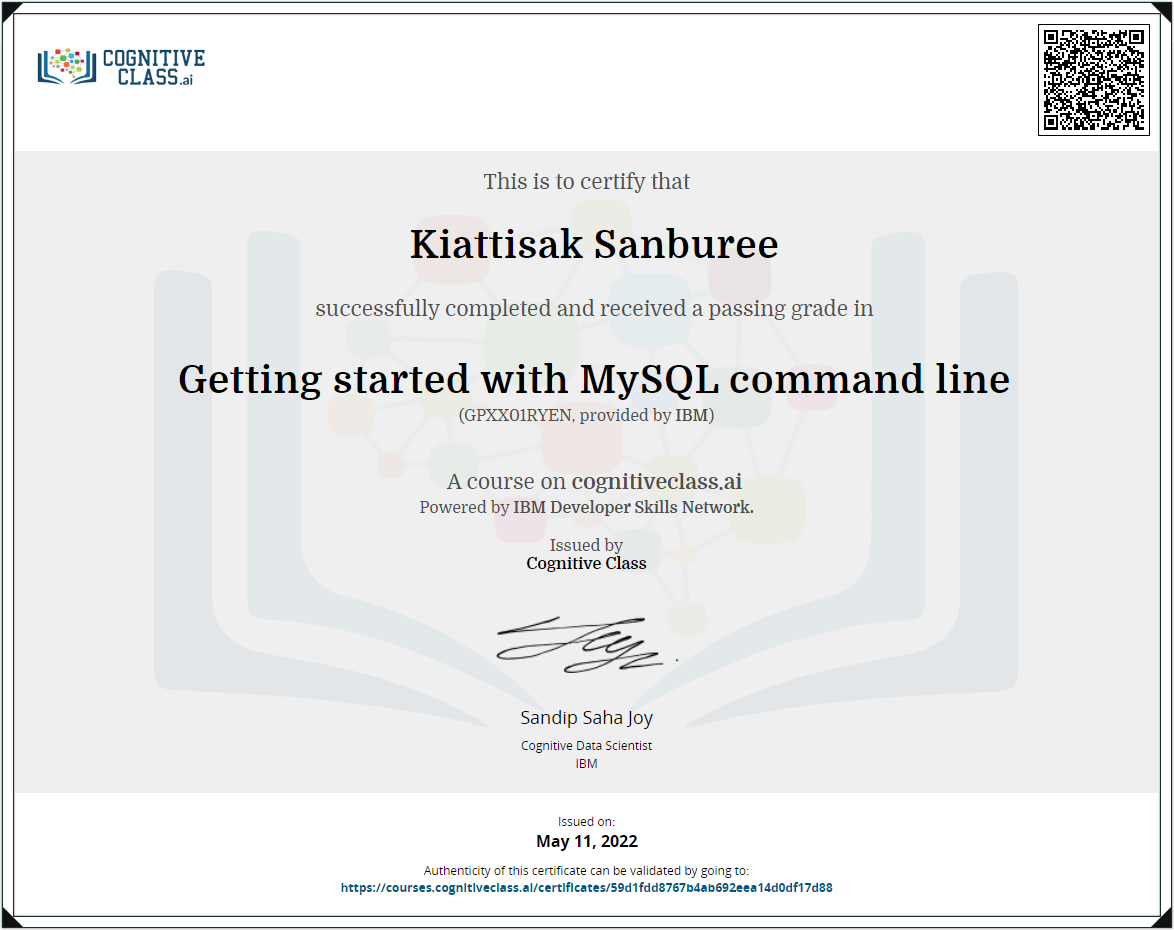 COGNITIVE
CLASS.ai
This is to certify that
Kiattisak Sanburee
successfully completed and received a passing grade in
Getting started with MySQL command line
(GPXX01RYEN, provided by IBM)
A course on cognitiveclass.ai
Powered by IBM Developer Skills Network.
Issued by
Cognitive Class
Sandip Saha Joy
Cognitive Data Scientist
IBM
Issued on:
May 11, 2022
Authenticity of this certificate can be validated by going to:
https://courses.cognitiveclass.ai/certificates/59d1fdd8767b4ab692eea14d0df17d88